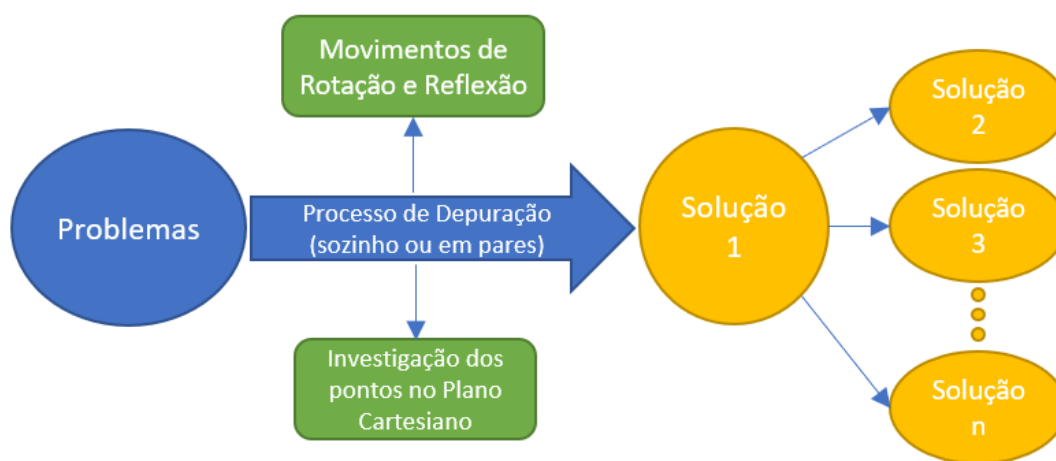 Movimentos de
Rotação e Reflexão
Problemas
Processo de Depuração
(sozinho ou em pares)
Investigação dos
pontos no Plano
Cartesiano
Solução
1
Solução
2
Solução
3
Solução
n